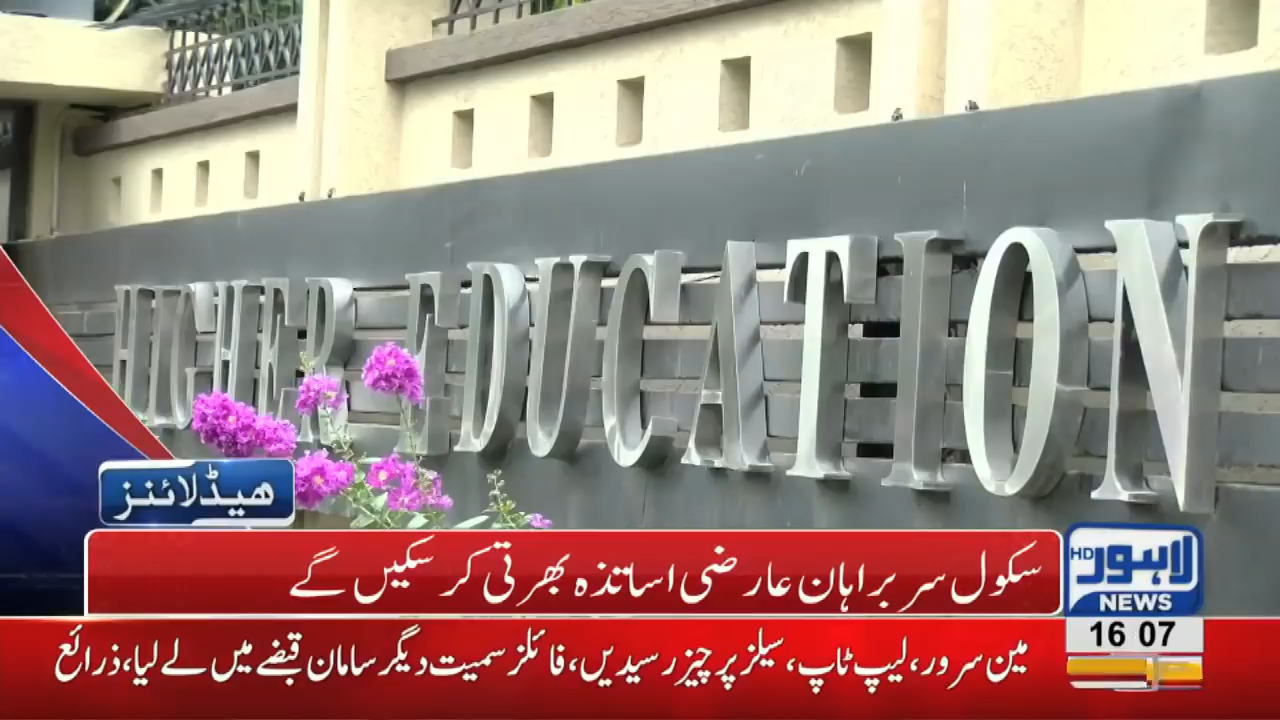 HIGHER EDUCATION
ہیڈلائنز
سکول سربراہان عارضی اساتذہ بھرتی کر سکیں گے
HD
لاہور
NEWS
16 07
مین سرور، لیپ ٹاپ، سیلز پرچیز رسیدیں، فائلز سمیت دیگر سامان قبضے میں لے لیا، ذرائع